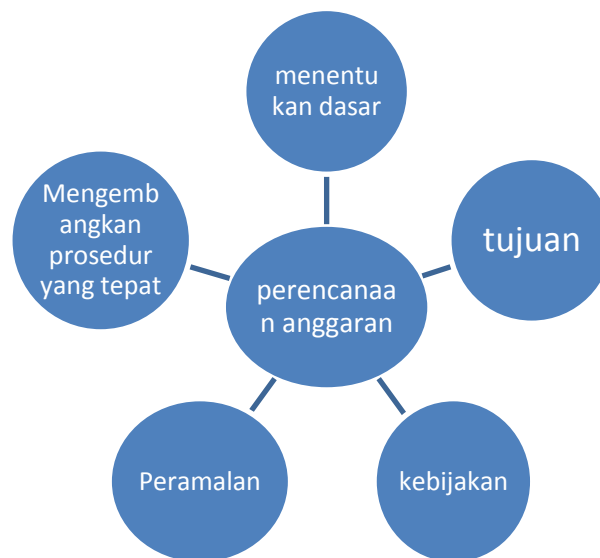 menentu
kan dasar
tujuan
kebijakan
Peramalan
Mengemb
angkan
prosedur
yang tepat
perencanaa
n anggaran